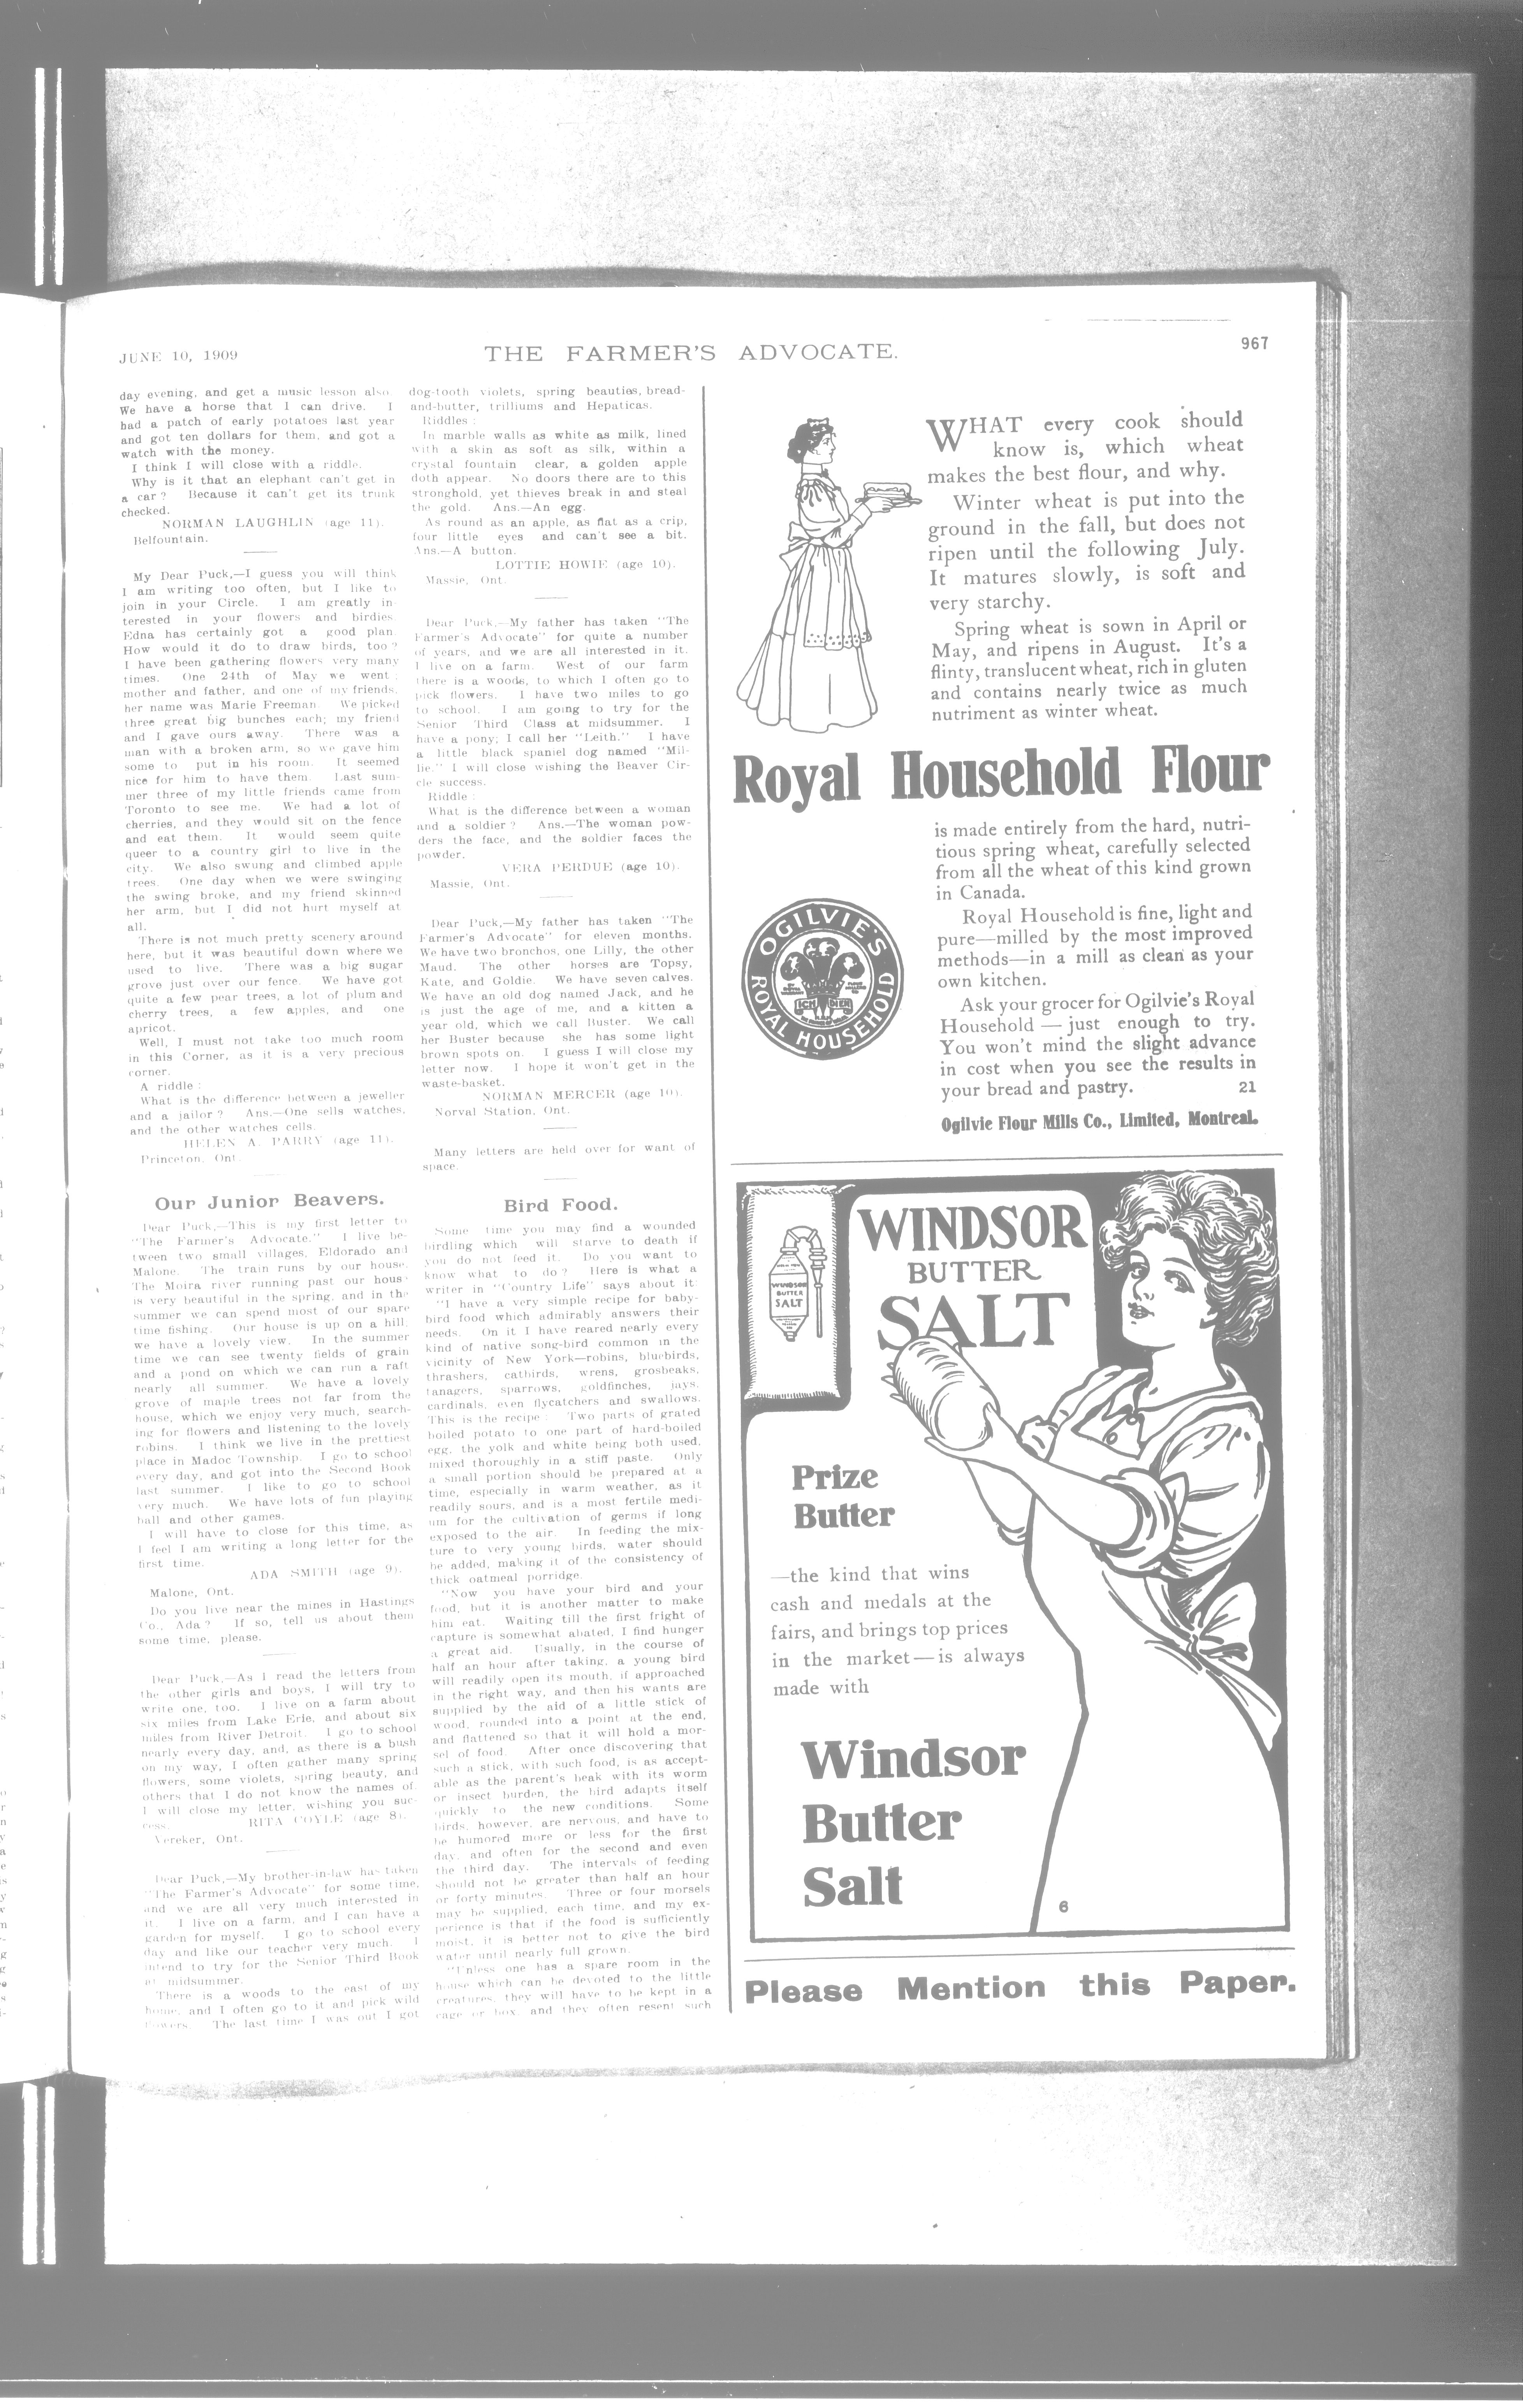 JUNE 10, 1909
THE FARMER'S ADVOCATE.
967
day evening, and get a music lesson also.
We have a horse that I can drive. I
had a patch of early potatoes last year
and got ten dollars for them, and got a
watch with the money.
I think I will close with a riddle.
Why is it that an elephant can't get in
a car? Because it can't get its trunk
checked.
NORMAN LAUGHLIN (age 11).
Belfountain.
My Dear Puck,—I guess you will think
I am writing too often, but I like to
join in your Circle. I am greatly in-
terested in your flowers and birdies.
Edna has certainly got a good plan.
How would it do to draw birds, too?
I have been gathering flowers very many
times. One 24th of May we went;
mother and father, and one of my friends,
her name was Marie Freeman. We picked
three great big bunches each; my friend
and I gave ours away. There was a
man with a broken arm, so we gave him
some to put in his room. It seemed
nice for him to have them. Last sum-
mer three of my little friends came from
Toronto to see me. We had a lot of
cherries, and they would sit on the fence
and eat them. It would seem quite
queer to a country girl to live in the
city. We also swung and climbed apple
trees. One day when we were swinging
the swing broke, and my friend skinned
her arm, but I did not hurt myself at
all.
There is not much pretty scenery around
here, but it was beautiful down where we
used to live. There was a big sugar
grove just over our fence. We have got
quite a few pear trees, a lot of plum and
cherry trees, a few apples, and one
apricot.
Well, I must not take too much room
in this Corner, as it is a very precious
corner.
A riddle:
What is the difference between a jeweller
and a jailor? Ans.—One sells watches,
and the other watches cells.
HELEN A. PARRY (age 11).
Princeton, Ont.
Our Junior Beavers.
Dear Puck,—This is my first letter to
"The Farmer's Advocate." I live be-
tween two small villages, Eldorado and
Malone. The train runs by our house.
The Moira river running past our house
is very beautiful in the spring, and in the
summer we can spend most of our spare
time fishing. Our house is up on a hill;
we have a lovely view. In the summer
time we can see twenty fields of grain
and a pond on which we can run a raft
nearly all summer. We have a lovely
grove of maple trees not far from the
house, which we enjoy very much, search-
ing for flowers and listening to the lovely
robins. I think we live in the prettiest
place in Madoc Township. I go to school
every day, and got into the Second Book
last summer. I like to go to school
very much. We have lots of fun playing
ball and other games.
I will have to close for this time, as
I feel I am writing a long letter for the
first time.
ADA SMITH (age 9).
Malone, Ont.
Do you live near the mines in Hastings
Co., Ada? If so, tell us about them
some time, please.
Dear Puck,—As I read the letters from
the other girls and boys, I will try to
write one, too. I live on a farm about
six miles from Lake Erie, and about six
miles from River Detroit. I go to school
nearly every day, and, as there is a bush
on my way, I often gather many spring
flowers, some violets, spring beauty, and
others that I do not know the names of.
I will close my letter, wishing you suc-
cess. RITA COYLE (age 8).
Vereker, Ont.
Dear Puck,—My brother-in-law has taken
"The Farmer's Advocate" for some time,
and we are all very much interested in
it. I live on a farm, and I can have a
garden for myself. I go to school every
day and like our teacher very much. I
intend to try for the Senior Third Book
at midsummer.
There is a woods to the east of my
home, and I often go to it and pick wild
flowers. The last time I was out I got
dog-tooth violets, spring beauties, bread-
and-butter, trilliums and Hepaticas.
Riddles:
In marble walls as white as milk, lined
with a skin as soft as silk, within a
crystal fountain clear, a golden apple
doth appear. No doors there are to this
stronghold, yet thieves break in and steal
the gold. Ans.—An egg.
As round as an apple, as flat as a crip,
four little eyes and can't see a bit.
Ans.—A button.
LOTTIE HOWIE (age 10).
Massie, Ont.
Dear Puck,—My father has taken "The
Farmer's Advocate" for quite a number
of years, and we are all interested in it.
I live on a farm. West of our farm
there is a woods, to which I often go to
pick flowers. I have two miles to go
to school. I am going to try for the
Senior Third Class at midsummer. I
have a pony; I call her "Leith." I have
a little black spaniel dog named "Mil-
lie." I will close wishing the Beaver Cir-
cle success.
Riddle:
What is the difference between a woman
and a soldier? Ans.—The woman pow-
ders the face, and the soldier faces the
powder.
VERA PERDUE (age 10).
Massie, Ont.
Dear Puck,—My father has taken "The
Farmer's Advocate" for eleven months.
We have two bronchos, one Lilly, the other
Maud. The other horses are Topsy,
Kate, and Goldie. We have seven calves.
We have an old dog named Jack, and he
is just the age of me, and a kitten a
year old, which we call Buster. We call
her Buster because she has some light
brown spots on. I guess I will close my
letter now. I hope it won't get in the
waste-basket.
NORMAN MERCER (age 10).
Norval Station, Ont.
Many letters are held over for want of
space.
Bird Food.
Some time you may find a wounded
birdling which will starve to death if
you do not feed it. Do you want to
know what to do? Here is what a
writer in "Country Life" says about it:
"I have a very simple recipe for baby-
bird food which admirably answers their
needs. On it I have reared nearly every
kind of native song-bird common in the
vicinity of New York—robins, bluebirds,
thrashers, catbirds, wrens, grosbeaks,
tanagers, sparrows, goldfinches, jays,
cardinals, even flycatchers and swallows.
This is the recipe: Two parts of grated
boiled potato to one part of hard-boiled
egg, the yolk and white being both used,
mixed thoroughly in a stiff paste. Only
a small portion should be prepared at a
time, especially in warm weather, as it
readily sours, and is a most fertile medi-
um for the cultivation of germs if long
exposed to the air. In feeding the mix-
ture to very young birds, water should
be added, making it of the consistency of
thick oatmeal porridge.
"Now you have your bird and your
food, but it is another matter to make
him eat. Waiting till the first fright of
capture is somewhat abated, I find hunger
a great aid. Usually, in the course of
half an hour after taking, a young bird
will readily open its mouth, if approached
in the right way, and then his wants are
supplied by the aid of a little stick of
wood, rounded into a point at the end,
and flattened so that it will hold a mor-
sel of food. After once discovering that
such a stick, with such food, is as accept-
able as the parent's beak with its worm
or insect burden, the bird adapts itself
quickly to the new conditions. Some
birds, however, are nervous, and have to
be humored more or less for the first
day, and often for the second and even
the third day. The intervals of feeding
should not be greater than half an hour
or forty minutes. Three or four morsels
may be supplied, each time, and my ex-
perience is that if the food is sufficiently
moist, it is better not to give the bird
water until nearly full grown.
"Unless one has a spare room in the
house which can be devoted to the little
creatures, they will have to be kept in a
cage or box, and they often resent such
WHAT every cook should
know is, which wheat
makes the best flour, and why.
Winter wheat is put into the
ground in the fall, but does not
ripen until the following July.
It matures slowly, is soft and
very starchy.
Spring wheat is sown in April or
May, and ripens in August. It's a
flinty, translucent wheat, rich in gluten
and contains nearly twice as much
nutriment as winter wheat.
Royal Household Flour
is made entirely from the hard, nutri-
tious spring wheat, carefully selected
from all the wheat of this kind grown
in Canada.
Royal Household is fine, light and
pure—milled by the most improved
methods—in a mill as clean as your
own kitchen.
Ask your grocer for Ogilvie's Royal
Household — just enough to try.
You won't mind the slight advance
in cost when you see the results in
your bread and pastry. 21
Ogilvie Flour Mills Co., Limited, Montreal.
OGILVIE'S
ROYAL HOUSEHOLD
ICH DIEN
WINDSOR
BUTTER
SALT
WINDSOR
BUTTER
SALT
Prize
Butter
—the kind that wins
cash and medals at the
fairs, and brings top prices
in the market—is always
made with
Windsor
Butter
Salt
6
Please Mention this Paper.